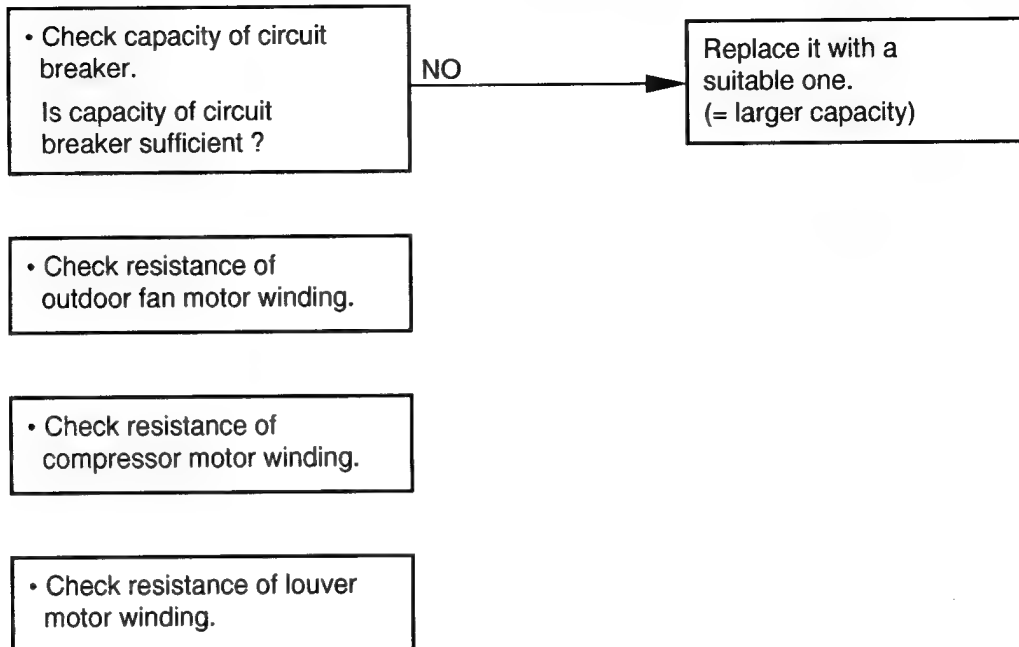 • Check capacity of circuit
breaker.
Is capacity of circuit
breaker sufficient ?
NO
Replace it with a
suitable one.
(= larger capacity)
• Check resistance of
outdoor fan motor winding.
• Check resistance of
compressor motor winding.
• Check resistance of louver
motor winding.